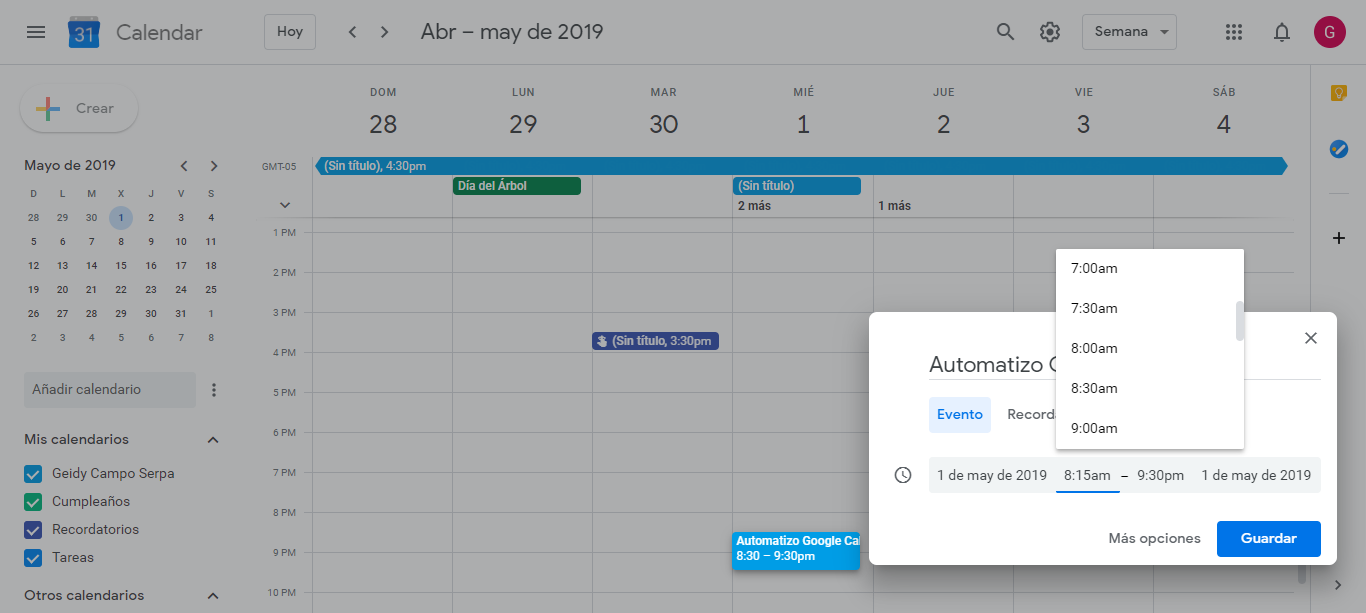 31 Calendar Hoy Abr – may de 2019 Semana G
Crear
DOM LUN MAR MIÉ JUE VIE SÁB
28 29 30 1 2 3 4
Mayo de 2019
D L M X J V S
28 29 30 1 2 3 4
5 6 7 8 9 10 11
12 13 14 15 16 17 18
19 20 21 22 23 24 25
26 27 28 29 30 31 1
2 3 4 5 6 7 8
Añadir calendario
Mis calendarios
Geidy Campo Serpa
Cumpleaños
Recordatorios
Tareas
Otros calendarios
GMT-05 (Sin título), 4:30pm
Día del Árbol (Sin título)
2 más 1 más
1 PM
2 PM
3 PM
(Sin título, 3:30pm
4 PM
5 PM
6 PM
7 PM
8 PM
9 PM
10 PM
Automatizo Google Cal
8:30 – 9:30pm
7:00am
7:30am
8:00am
8:30am
9:00am
Automatizo G
Evento Recorda
1 de may de 2019 8:15am – 9:30pm 1 de may de 2019
Más opciones Guardar